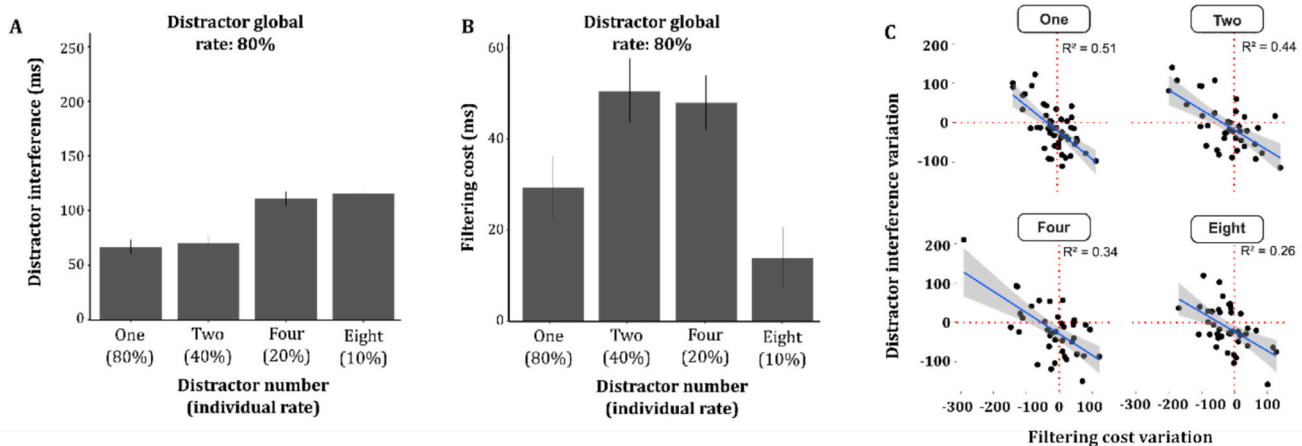 A
Distractor global
rate: 80%
Distractor interference (ms)
250
200
150
100
50
0
One Two Four Eight
(80%) (40%) (20%) (10%)
Distractor number
(individual rate)
B
Distractor global
rate: 80%
Filtering cost (ms)
60
40
20
0
One Two Four Eight
(80%) (40%) (20%) (10%)
Distractor number
(individual rate)
C
Distractor interference variation
One
R² = 0.51
200
100
0
-100
Two
R² = 0.44
Four
R² = 0.34
200
100
0
-100
-300 -200 -100 0 100
Eight
R² = 0.26
-300 -200 -100 0 100
Filtering cost variation